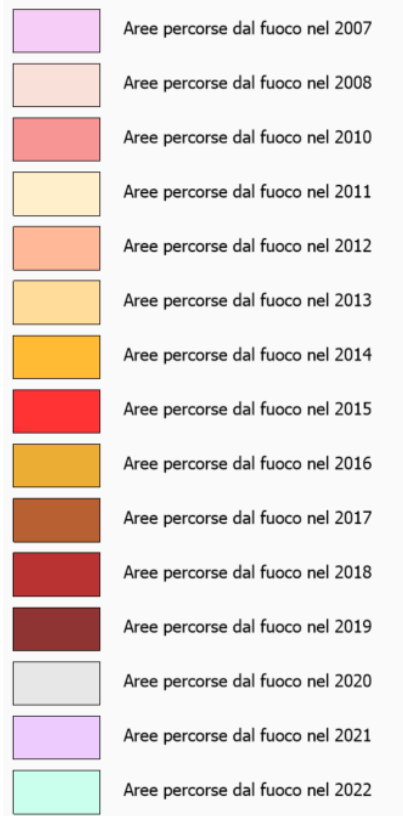 Aree percorse dal fuoco nel 2007
Aree percorse dal fuoco nel 2008
Aree percorse dal fuoco nel 2010
Aree percorse dal fuoco nel 2011
Aree percorse dal fuoco nel 2012
Aree percorse dal fuoco nel 2013
Aree percorse dal fuoco nel 2014
Aree percorse dal fuoco nel 2015
Aree percorse dal fuoco nel 2016
Aree percorse dal fuoco nel 2017
Aree percorse dal fuoco nel 2018
Aree percorse dal fuoco nel 2019
Aree percorse dal fuoco nel 2020
Aree percorse dal fuoco nel 2021
Aree percorse dal fuoco nel 2022